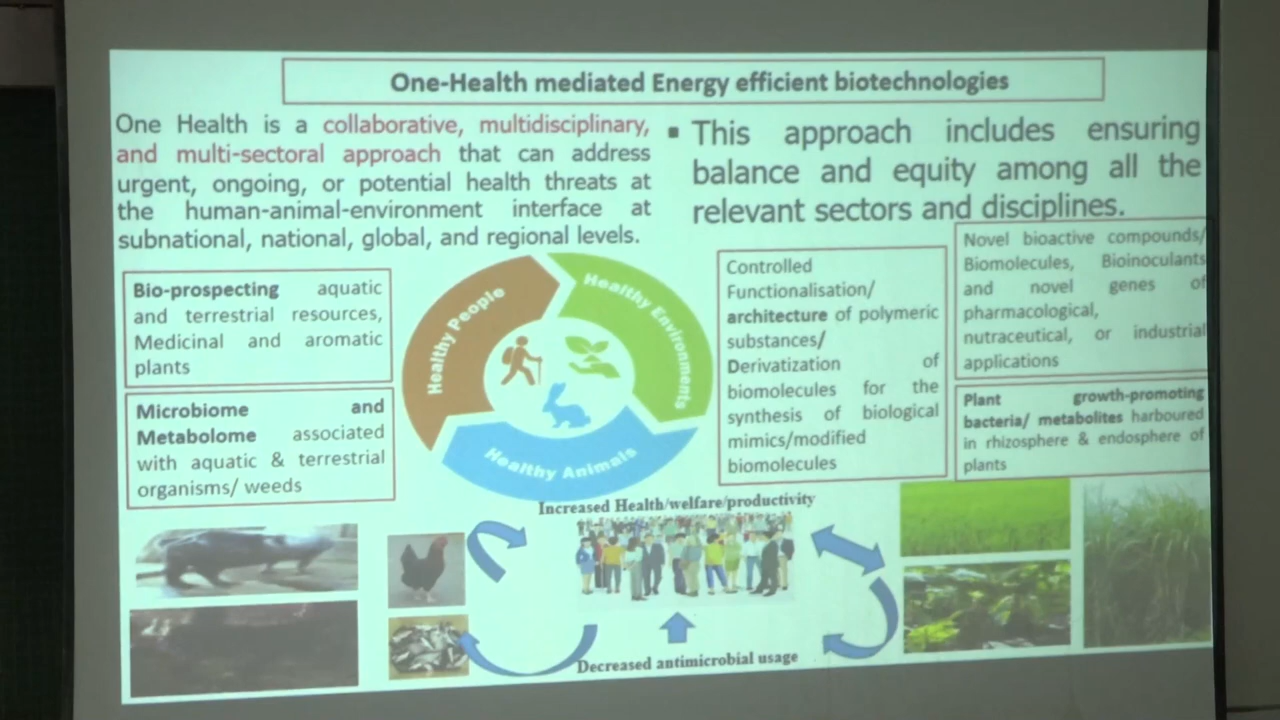 One-Health mediated Energy efficient biotechnologies
One Health is a collaborative, multidisciplinary,
and multi-sectoral approach that can address
urgent, ongoing, or potential health threats at
the human-animal-environment interface at
subnational, national, global, and regional levels.
▪ This approach includes ensuring
balance and equity among all the
relevant sectors and disciplines.
Bio-prospecting aquatic
and terrestrial resources,
Medicinal and aromatic
plants
Microbiome and
Metabolome associated
with aquatic & terrestrial
organisms/ weeds
Healthy People
Healthy Environments
Healthy Animals
Controlled
Functionalisation/
architecture of polymeric
substances/
Derivatization of
biomolecules for the
synthesis of biological
mimics/modified
biomolecules
Novel bioactive compounds/
Biomolecules, Bioinoculants
and novel genes of
pharmacological,
nutraceutical, or industrial
applications
Plant growth-promoting
bacteria/ metabolites harboured
in rhizosphere & endosphere of
plants
Increased Health/welfare/productivity
Decreased antimicrobial usage